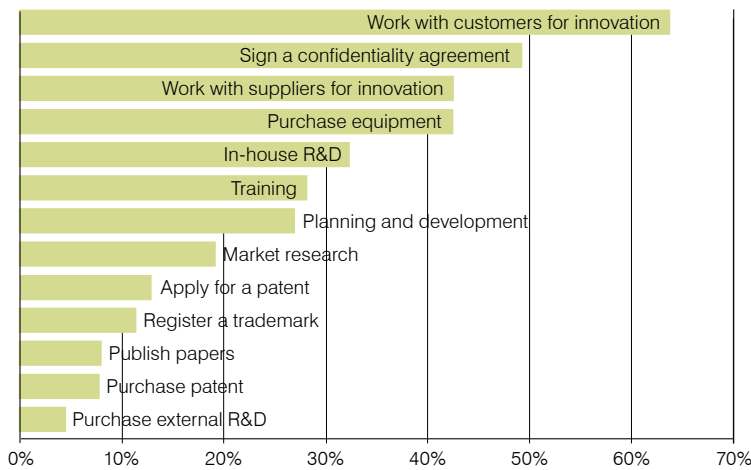 Work with customers for innovation
Sign a confidentiality agreement
Work with suppliers for innovation
Purchase equipment
In-house R&D
Training
Planning and development
Market research
Apply for a patent
Register a trademark
Publish papers
Purchase patent
Purchase external R&D
0% 10% 20% 30% 40% 50% 60% 70%